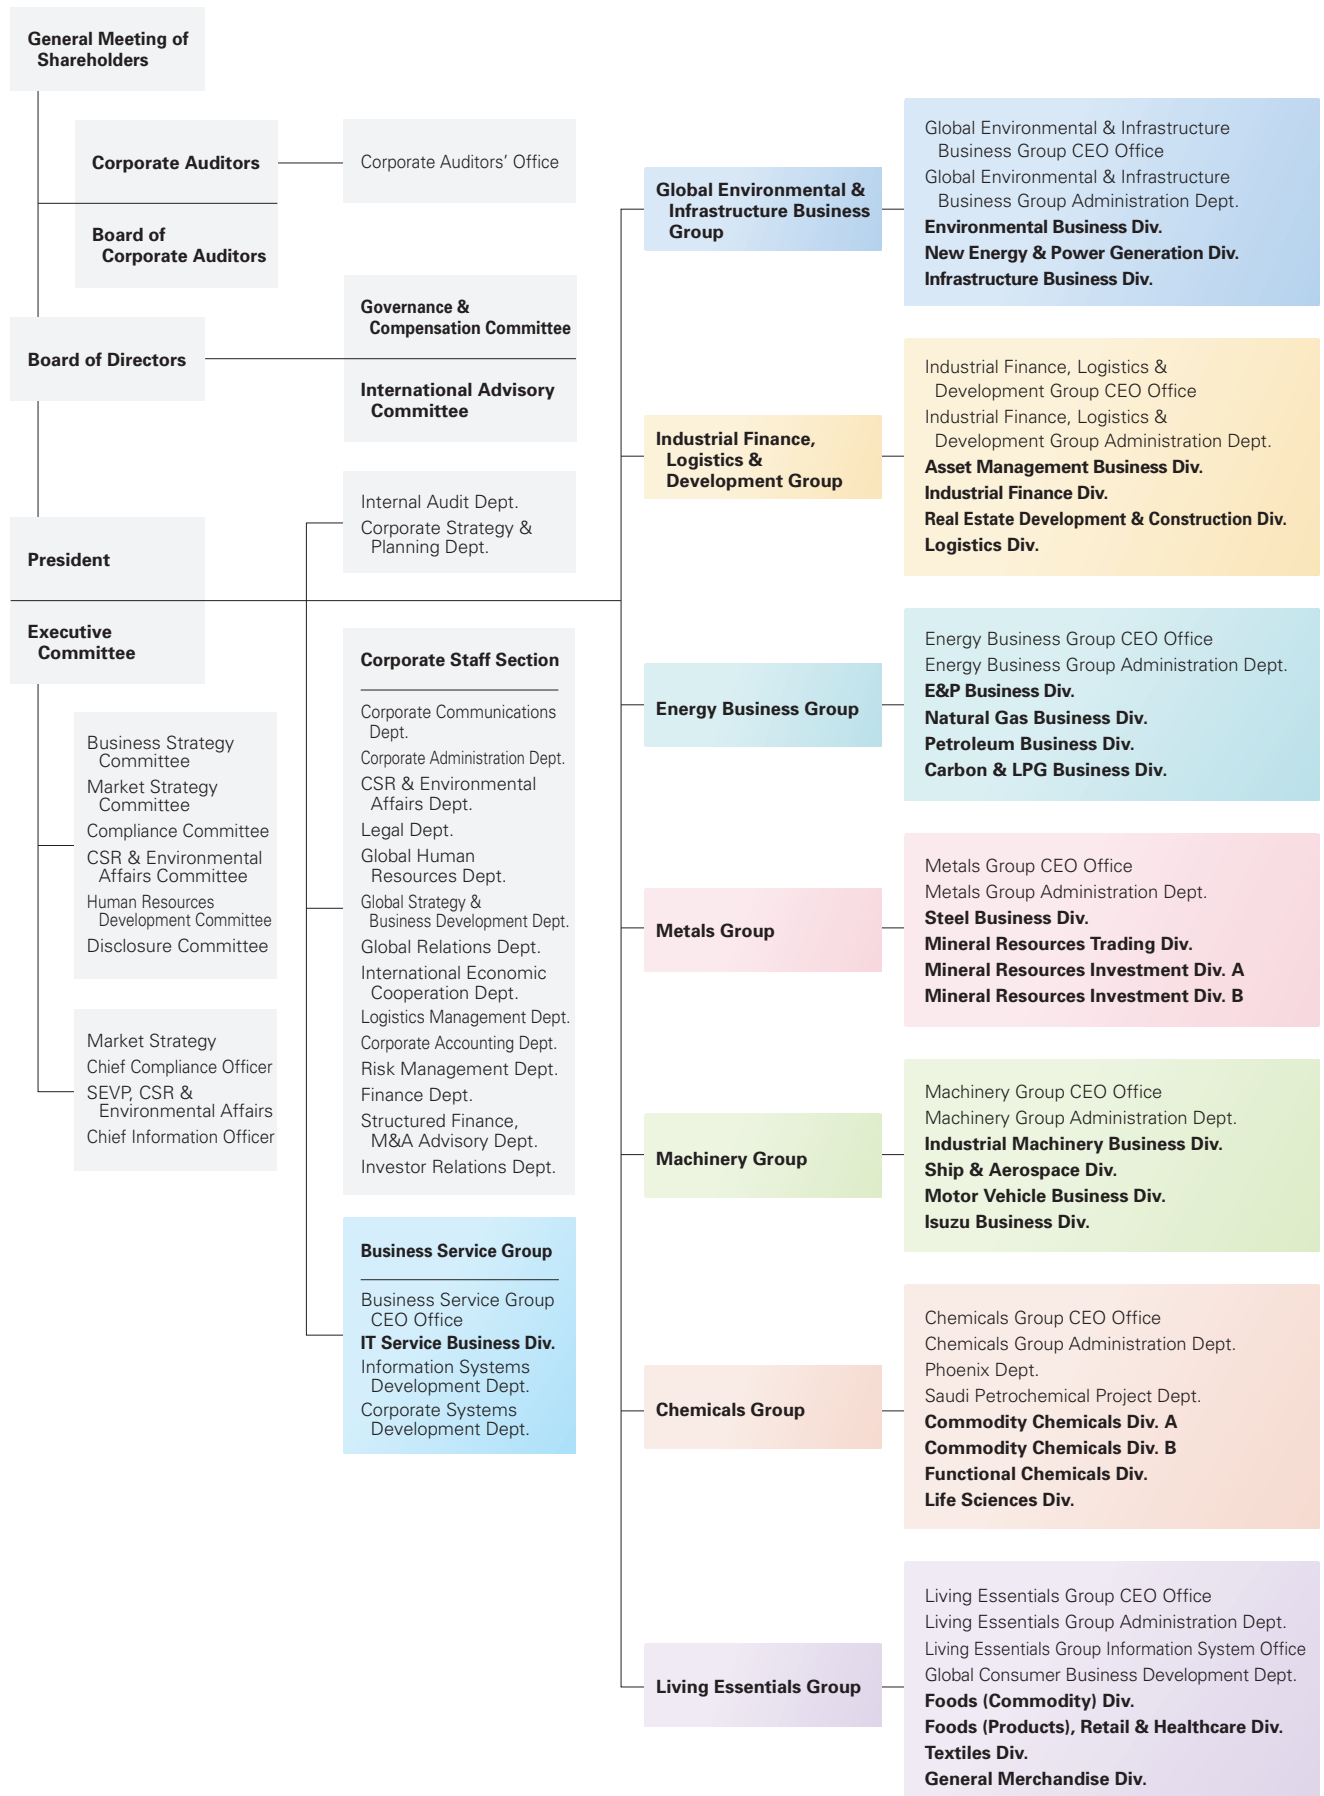 General Meeting of
Shareholders
Corporate Auditors
Board of
Corporate Auditors
Corporate Auditors’ Office
Board of Directors
Governance &
Compensation Committee
International Advisory
Committee
President
Executive
Committee
Internal Audit Dept.
Corporate Strategy &
Planning Dept.
Business Strategy
Committee
Market Strategy
Committee
Compliance Committee
CSR & Environmental
Affairs Committee
Human Resources
Development Committee
Disclosure Committee
Market Strategy
Chief Compliance Officer
SEVP, CSR &
Environmental Affairs
Chief Information Officer
Corporate Staff Section
Corporate Communications
Dept.
Corporate Administration Dept.
CSR & Environmental
Affairs Dept.
Legal Dept.
Global Human
Resources Dept.
Global Strategy &
Business Development Dept.
Global Relations Dept.
International Economic
Cooperation Dept.
Logistics Management Dept.
Corporate Accounting Dept.
Risk Management Dept.
Finance Dept.
Structured Finance,
M&A Advisory Dept.
Investor Relations Dept.
Business Service Group
Business Service Group
CEO Office
IT Service Business Div.
Information Systems
Development Dept.
Corporate Systems
Development Dept.
Global Environmental &
Infrastructure Business
Group
Global Environmental & Infrastructure
Business Group CEO Office
Global Environmental & Infrastructure
Business Group Administration Dept.
Environmental Business Div.
New Energy & Power Generation Div.
Infrastructure Business Div.
Industrial Finance,
Logistics &
Development Group
Industrial Finance, Logistics &
Development Group CEO Office
Industrial Finance, Logistics &
Development Group Administration Dept.
Asset Management Business Div.
Industrial Finance Div.
Real Estate Development & Construction Div.
Logistics Div.
Energy Business Group
Energy Business Group CEO Office
Energy Business Group Administration Dept.
E&P Business Div.
Natural Gas Business Div.
Petroleum Business Div.
Carbon & LPG Business Div.
Metals Group
Metals Group CEO Office
Metals Group Administration Dept.
Steel Business Div.
Mineral Resources Trading Div.
Mineral Resources Investment Div. A
Mineral Resources Investment Div. B
Machinery Group
Machinery Group CEO Office
Machinery Group Administration Dept.
Industrial Machinery Business Div.
Ship & Aerospace Div.
Motor Vehicle Business Div.
Isuzu Business Div.
Chemicals Group
Chemicals Group CEO Office
Chemicals Group Administration Dept.
Phoenix Dept.
Saudi Petrochemical Project Dept.
Commodity Chemicals Div. A
Commodity Chemicals Div. B
Functional Chemicals Div.
Life Sciences Div.
Living Essentials Group
Living Essentials Group CEO Office
Living Essentials Group Administration Dept.
Living Essentials Group Information System Office
Global Consumer Business Development Dept.
Foods (Commodity) Div.
Foods (Products), Retail & Healthcare Div.
Textiles Div.
General Merchandise Div.